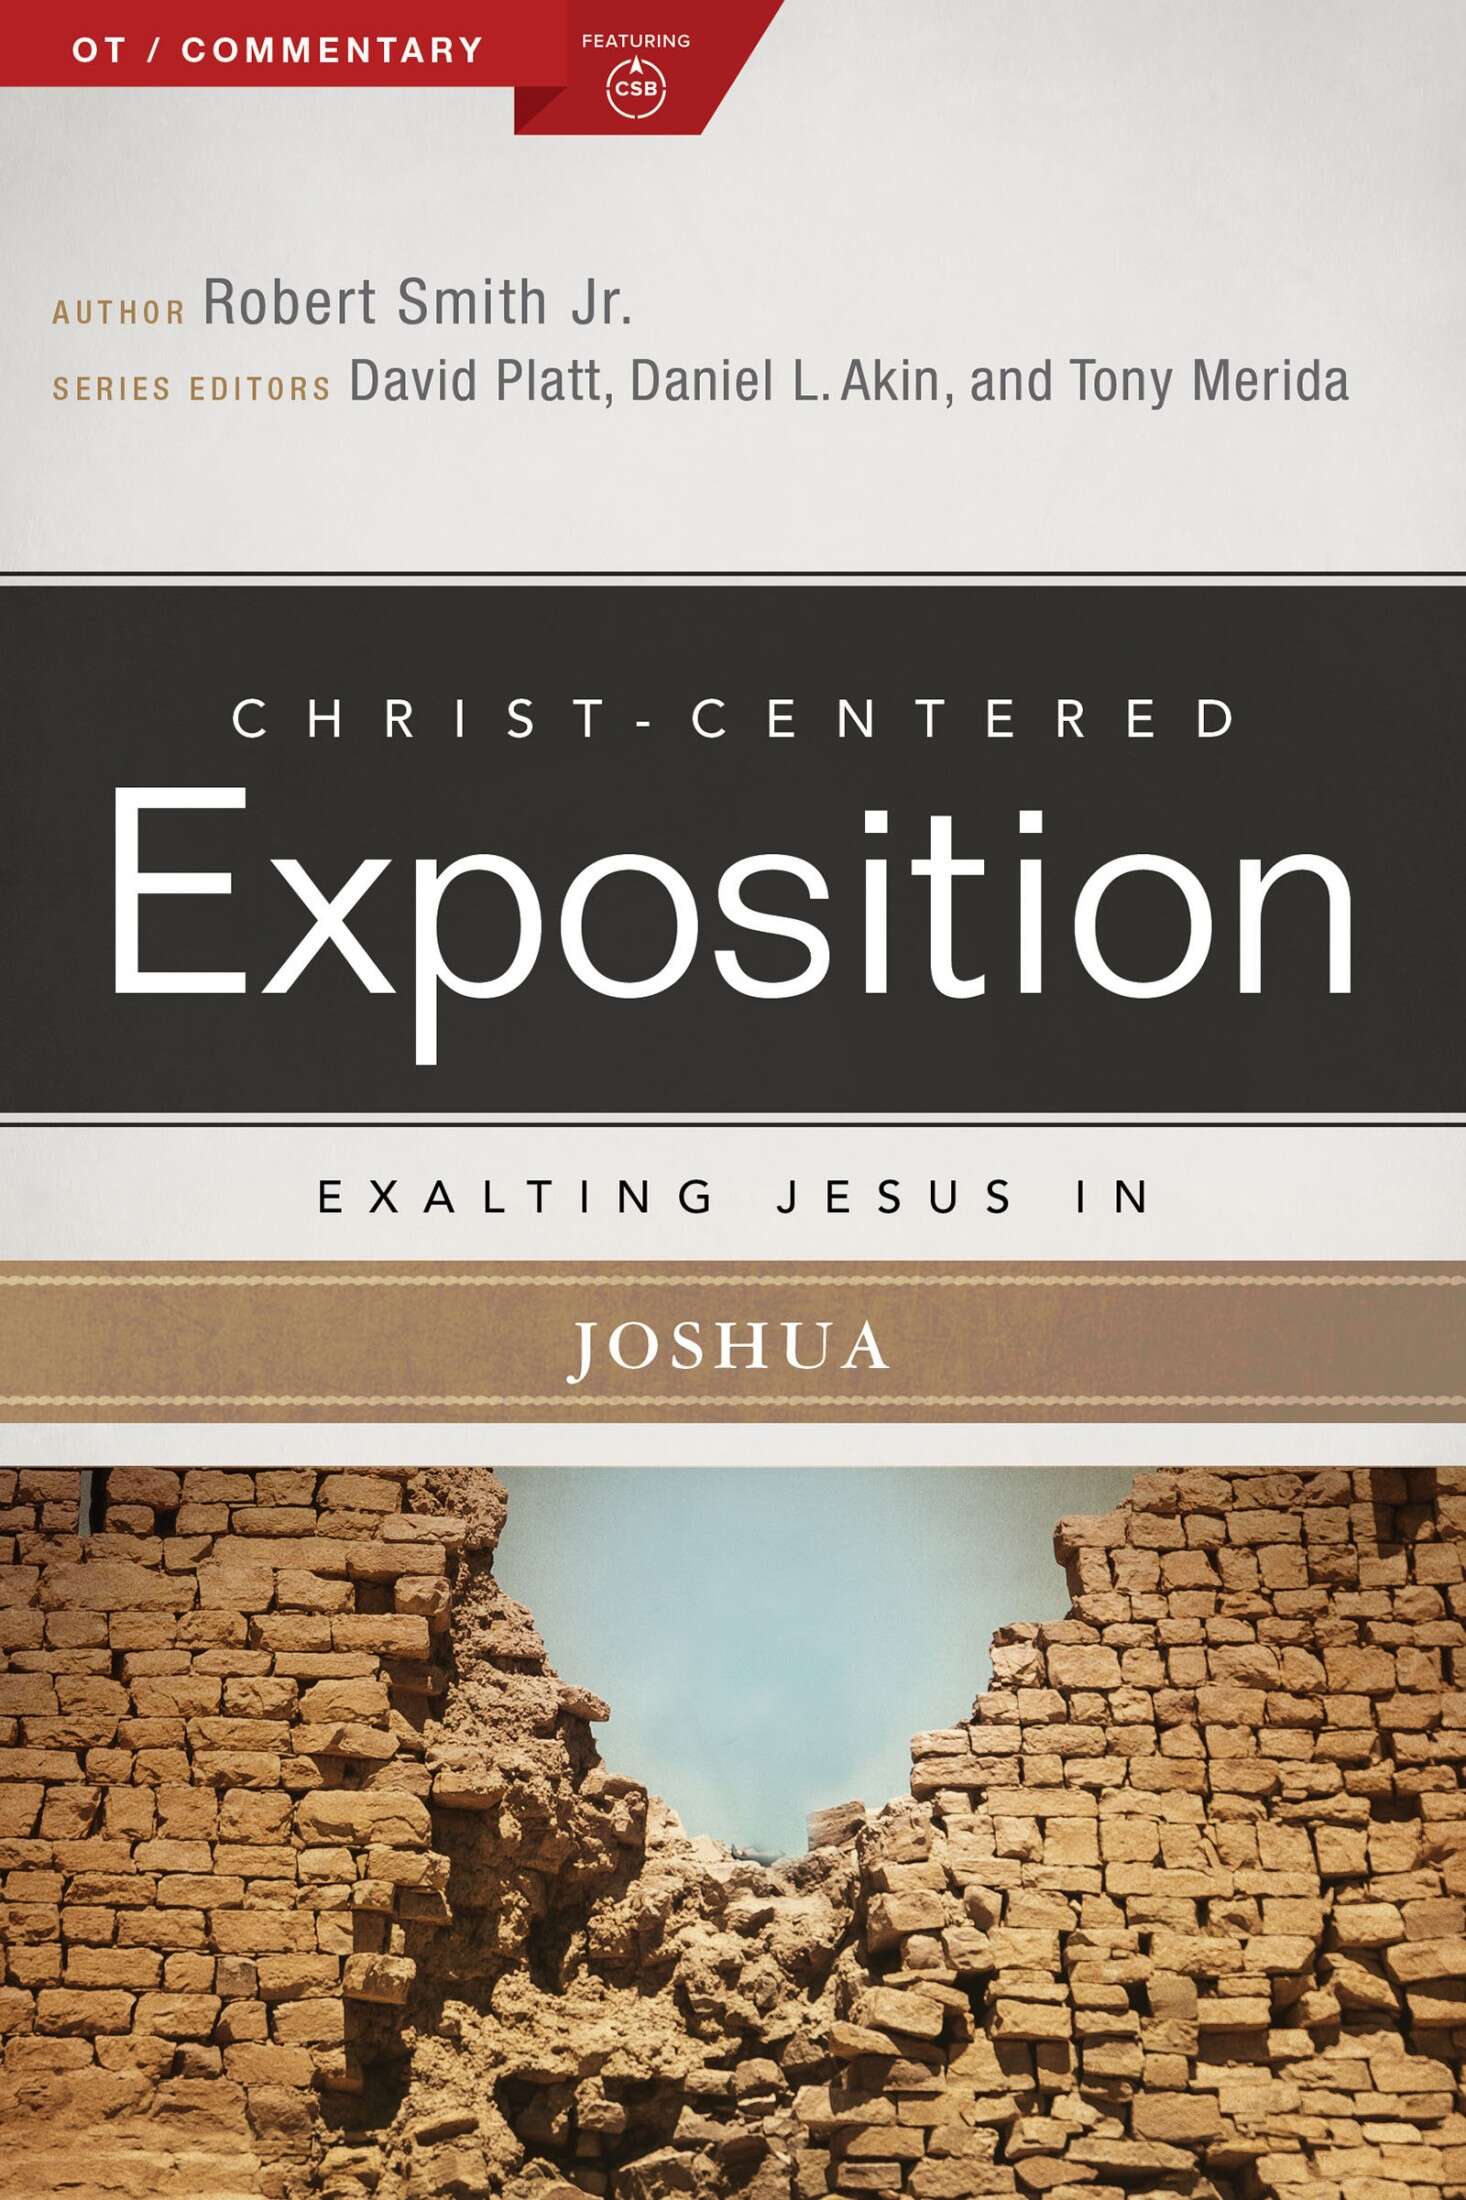 OT / COMMENTARY
FEATURING
CSB
AUTHOR Robert Smith Jr.
SERIES EDITORS David Platt, Daniel L. Akin, and Tony Merida
CHRIST-CENTERED
Exposition
EXALTING JESUS IN
JOSHUA